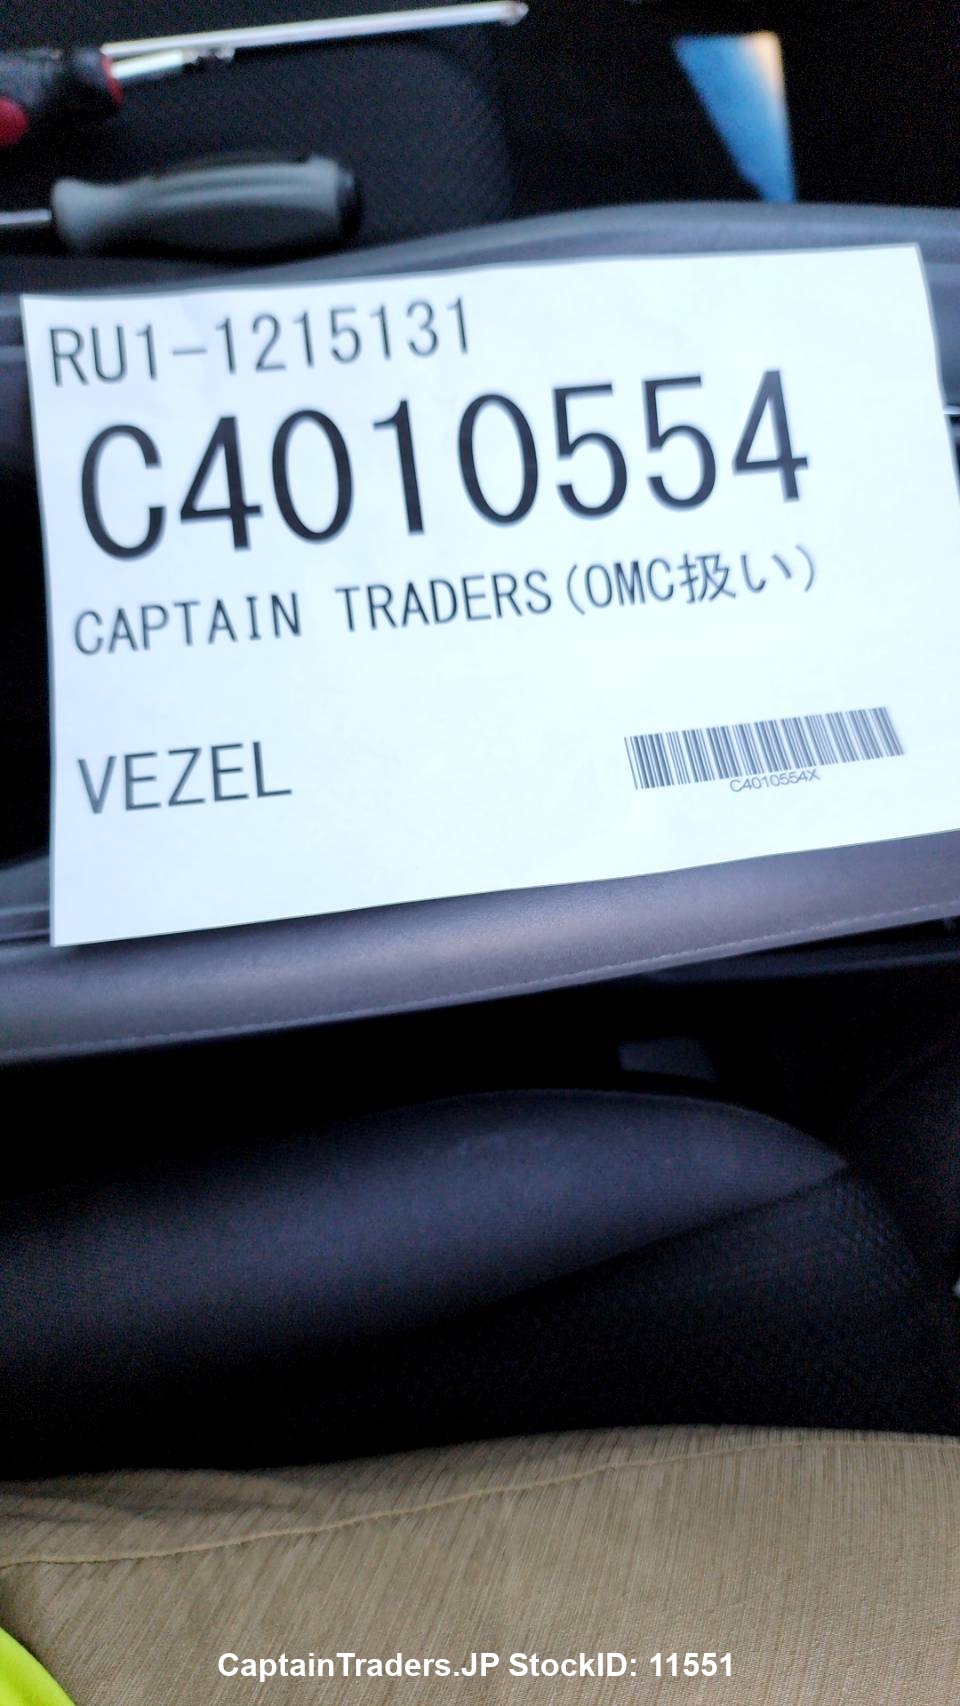 RU1-1215131
C4010554
CAPTAIN TRADERS(OMC扱い)
VEZEL
C4010554X
CaptainTraders.JP StockID: 11551